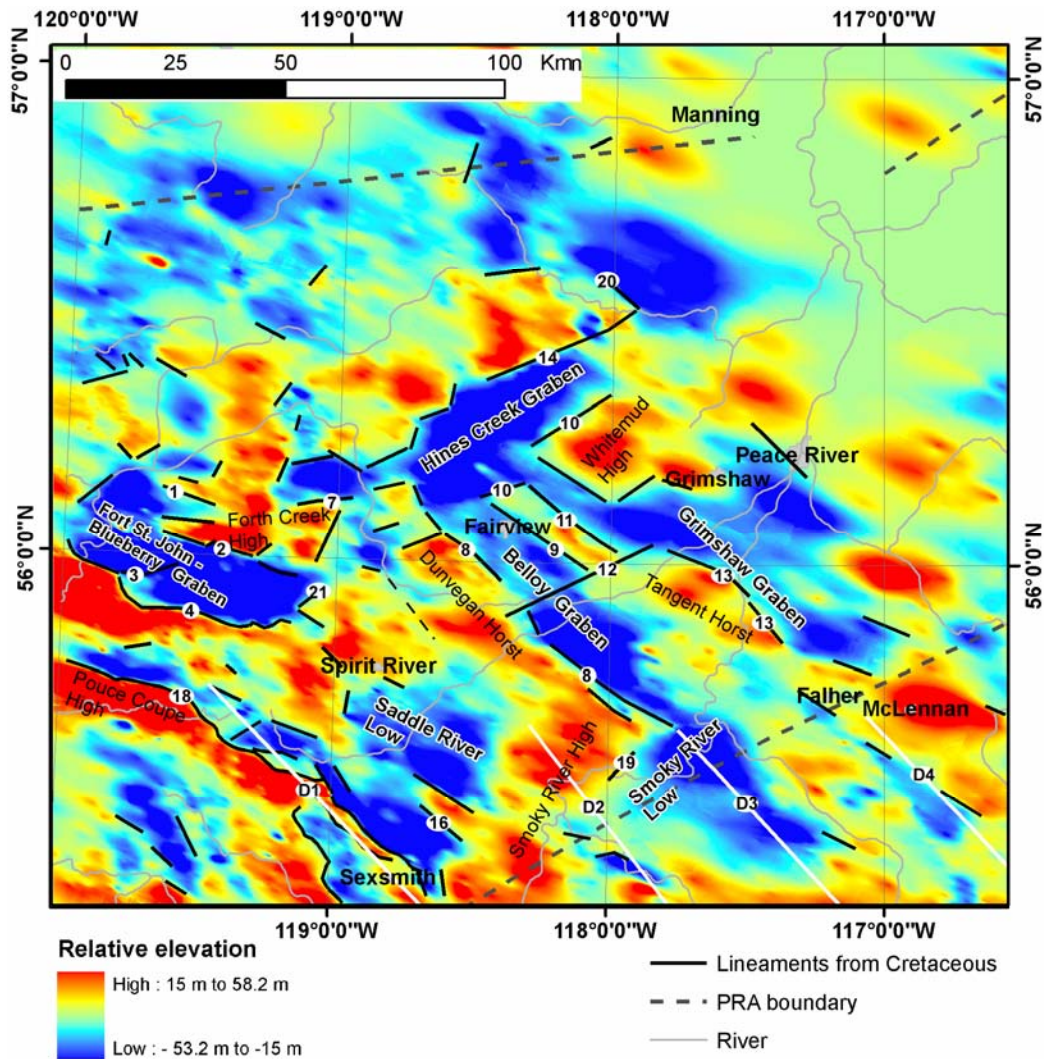 120°0'0"W 119°0'0"W 118°0'0"W 117°0'0"W
0 25 50 100 Kmn
57°0'0"N
57°0'0"N
Manning
20
14
Hines Creek Graben
10
Whitemud
High
Peace River
Grimshaw
1
Fort St. John -
Blueberry Graben
Forth Creek
High
7
10
Fairview
11
56°0'0"N
56°0'0"N
2
8
9
12
Grimshaw Graben
3
4
21
Dunvegan Horst
Belloy Graben
Tangent Horst
13
13
Spirit River
8
Pouce Coupe
High
18
Saddle River
Low
Falher
McLennan
D1
16
Smoky River High
19
Smoky River
Low
D2
D3
D4
Sexsmith
119°0'0"W 118°0'0"W 117°0'0"W
Relative elevation
High : 15 m to 58.2 m
Low : - 53.2 m to -15 m
Lineaments from Cretaceous
PRA boundary
River